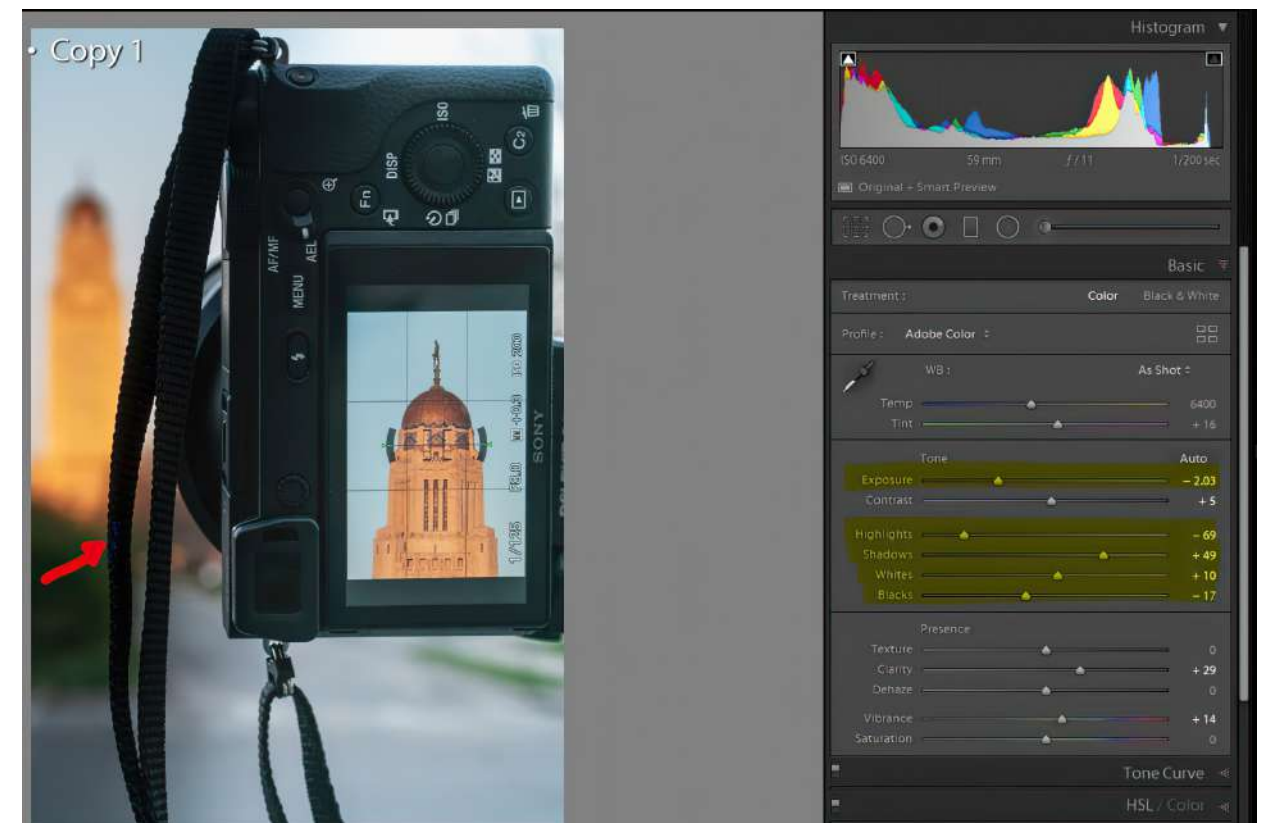 • Copy 1
ISO
DISP
C2
Fn
AF/MF
AEL
MENU
ISO 200
SONY
1/125
Histogram
ISO 6400 59 mm ƒ / 11 1/200 sec
Original + Smart Preview
Basic
Treatment : Color Black & White
Profile : Adobe Color
WB : As Shot
Temp 6400
Tint + 16
Tone Auto
Exposure – 2.03
Contrast + 5
Highlights – 69
Shadows + 49
Whites + 10
Blacks – 17
Presence
Texture 0
Clarity + 29
Dehaze 0
Vibrance + 14
Saturation 0
Tone Curve
HSL / Color